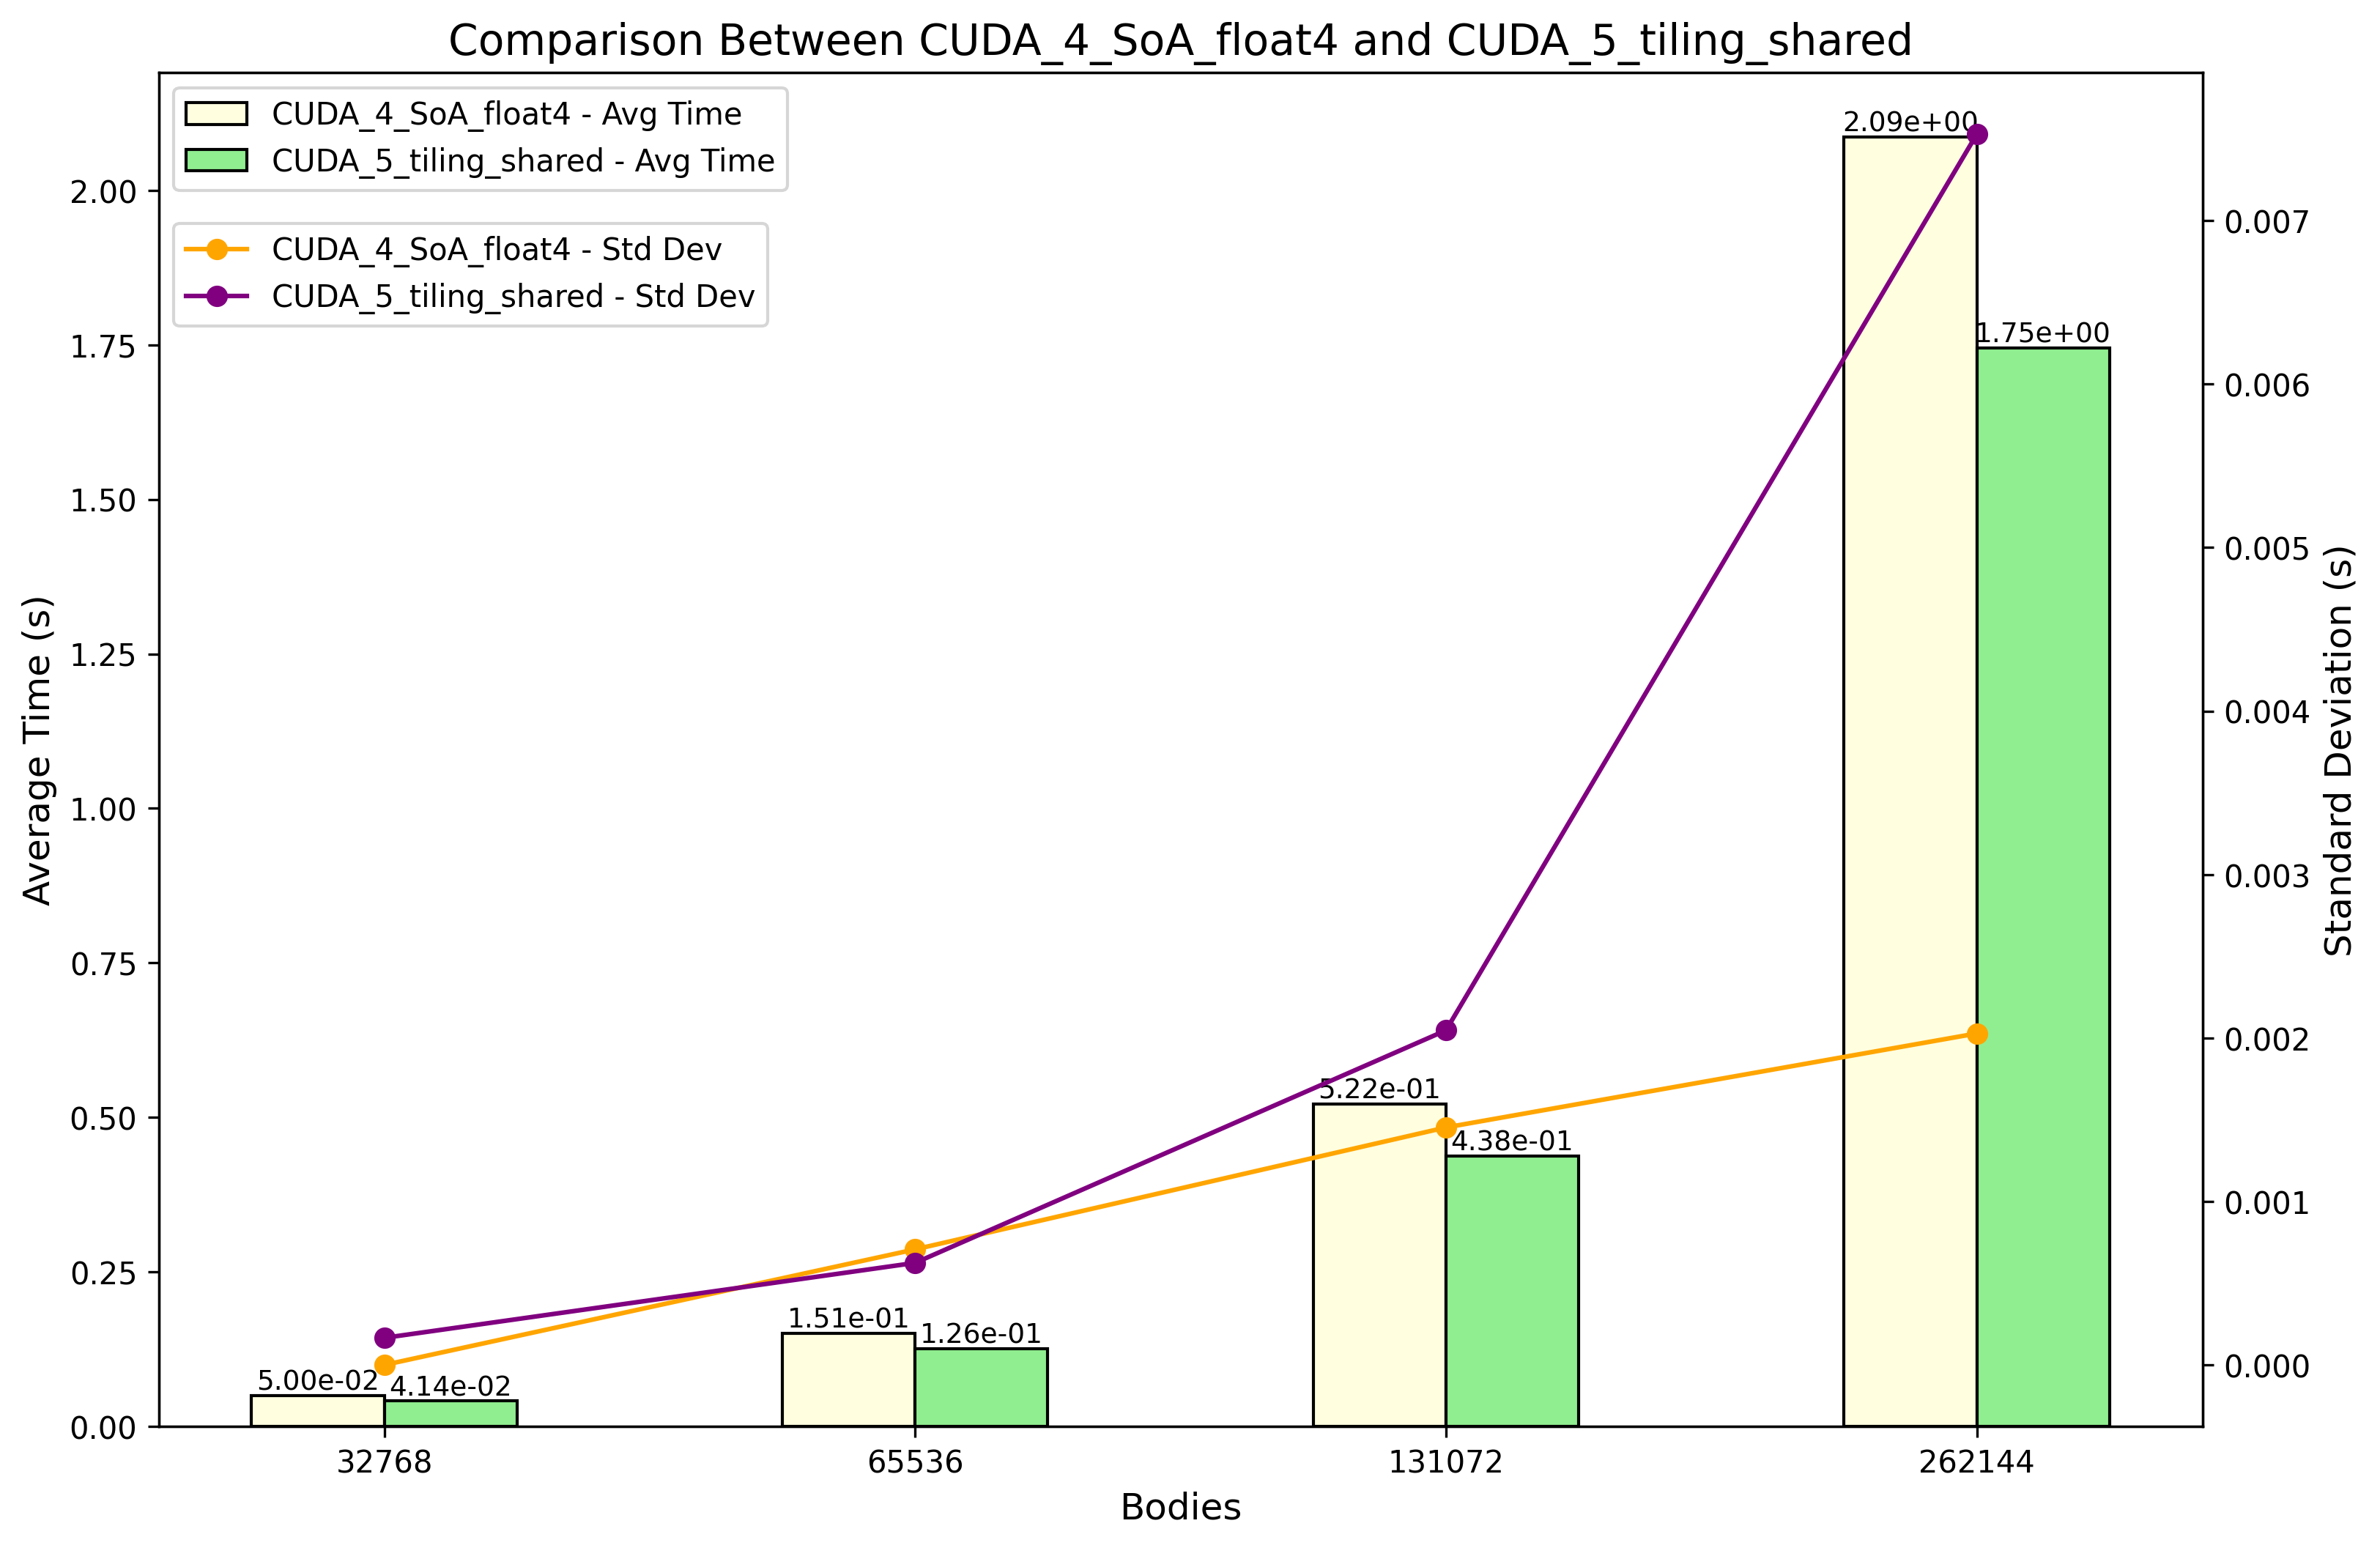 Comparison Between CUDA_4_SoA_float4 and CUDA_5_tiling_shared
CUDA_4_SoA_float4 - Avg Time
CUDA_5_tiling_shared - Avg Time
CUDA_4_SoA_float4 - Std Dev
CUDA_5_tiling_shared - Std Dev
Average Time (s)
2.00
1.75
1.50
1.25
1.00
0.75
0.50
0.25
0.00
5.00e-02
4.14e-02
1.51e-01
1.26e-01
5.22e-01
4.38e-01
2.09e+00
1.75e+00
0.007
0.006
0.005
0.004
0.003
0.002
0.001
0.000
Standard Deviation (s)
32768
65536
131072
262144
Bodies